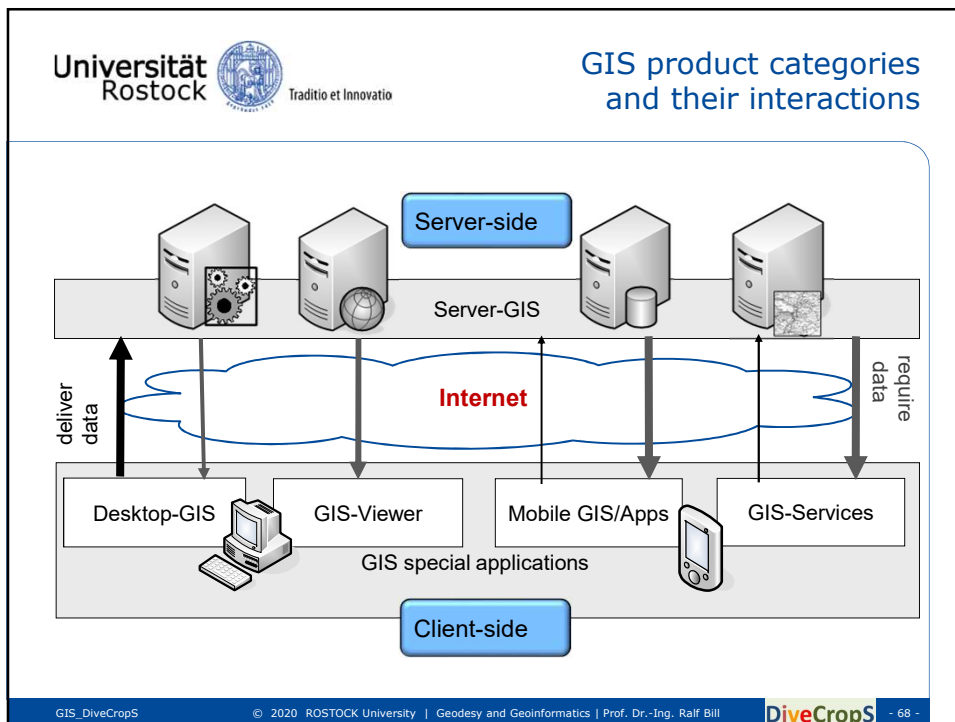 Universität
Rostock
Traditio et Innovatio
GIS product categories
and their interactions
Server-side
Server-GIS
deliver
data
Internet
require
data
Desktop-GIS
GIS-Viewer
Mobile GIS/Apps
GIS-Services
GIS special applications
Client-side
GIS_DiveCropS
© 2020 ROSTOCK University | Geodesy and Geoinformatics | Prof. Dr.-Ing. Ralf Bill
DiveCropS
- 68 -